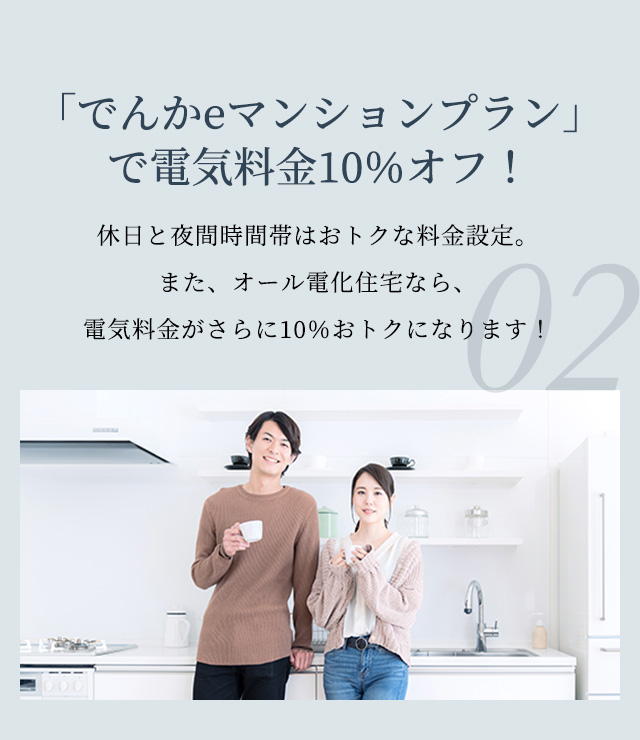 「でんかeマンションプラン」
で電気料金10%オフ！
休日と夜間時間帯はおトクな料金設定。
また、オール電化住宅なら、
電気料金がさらに10%おトクになります！
02